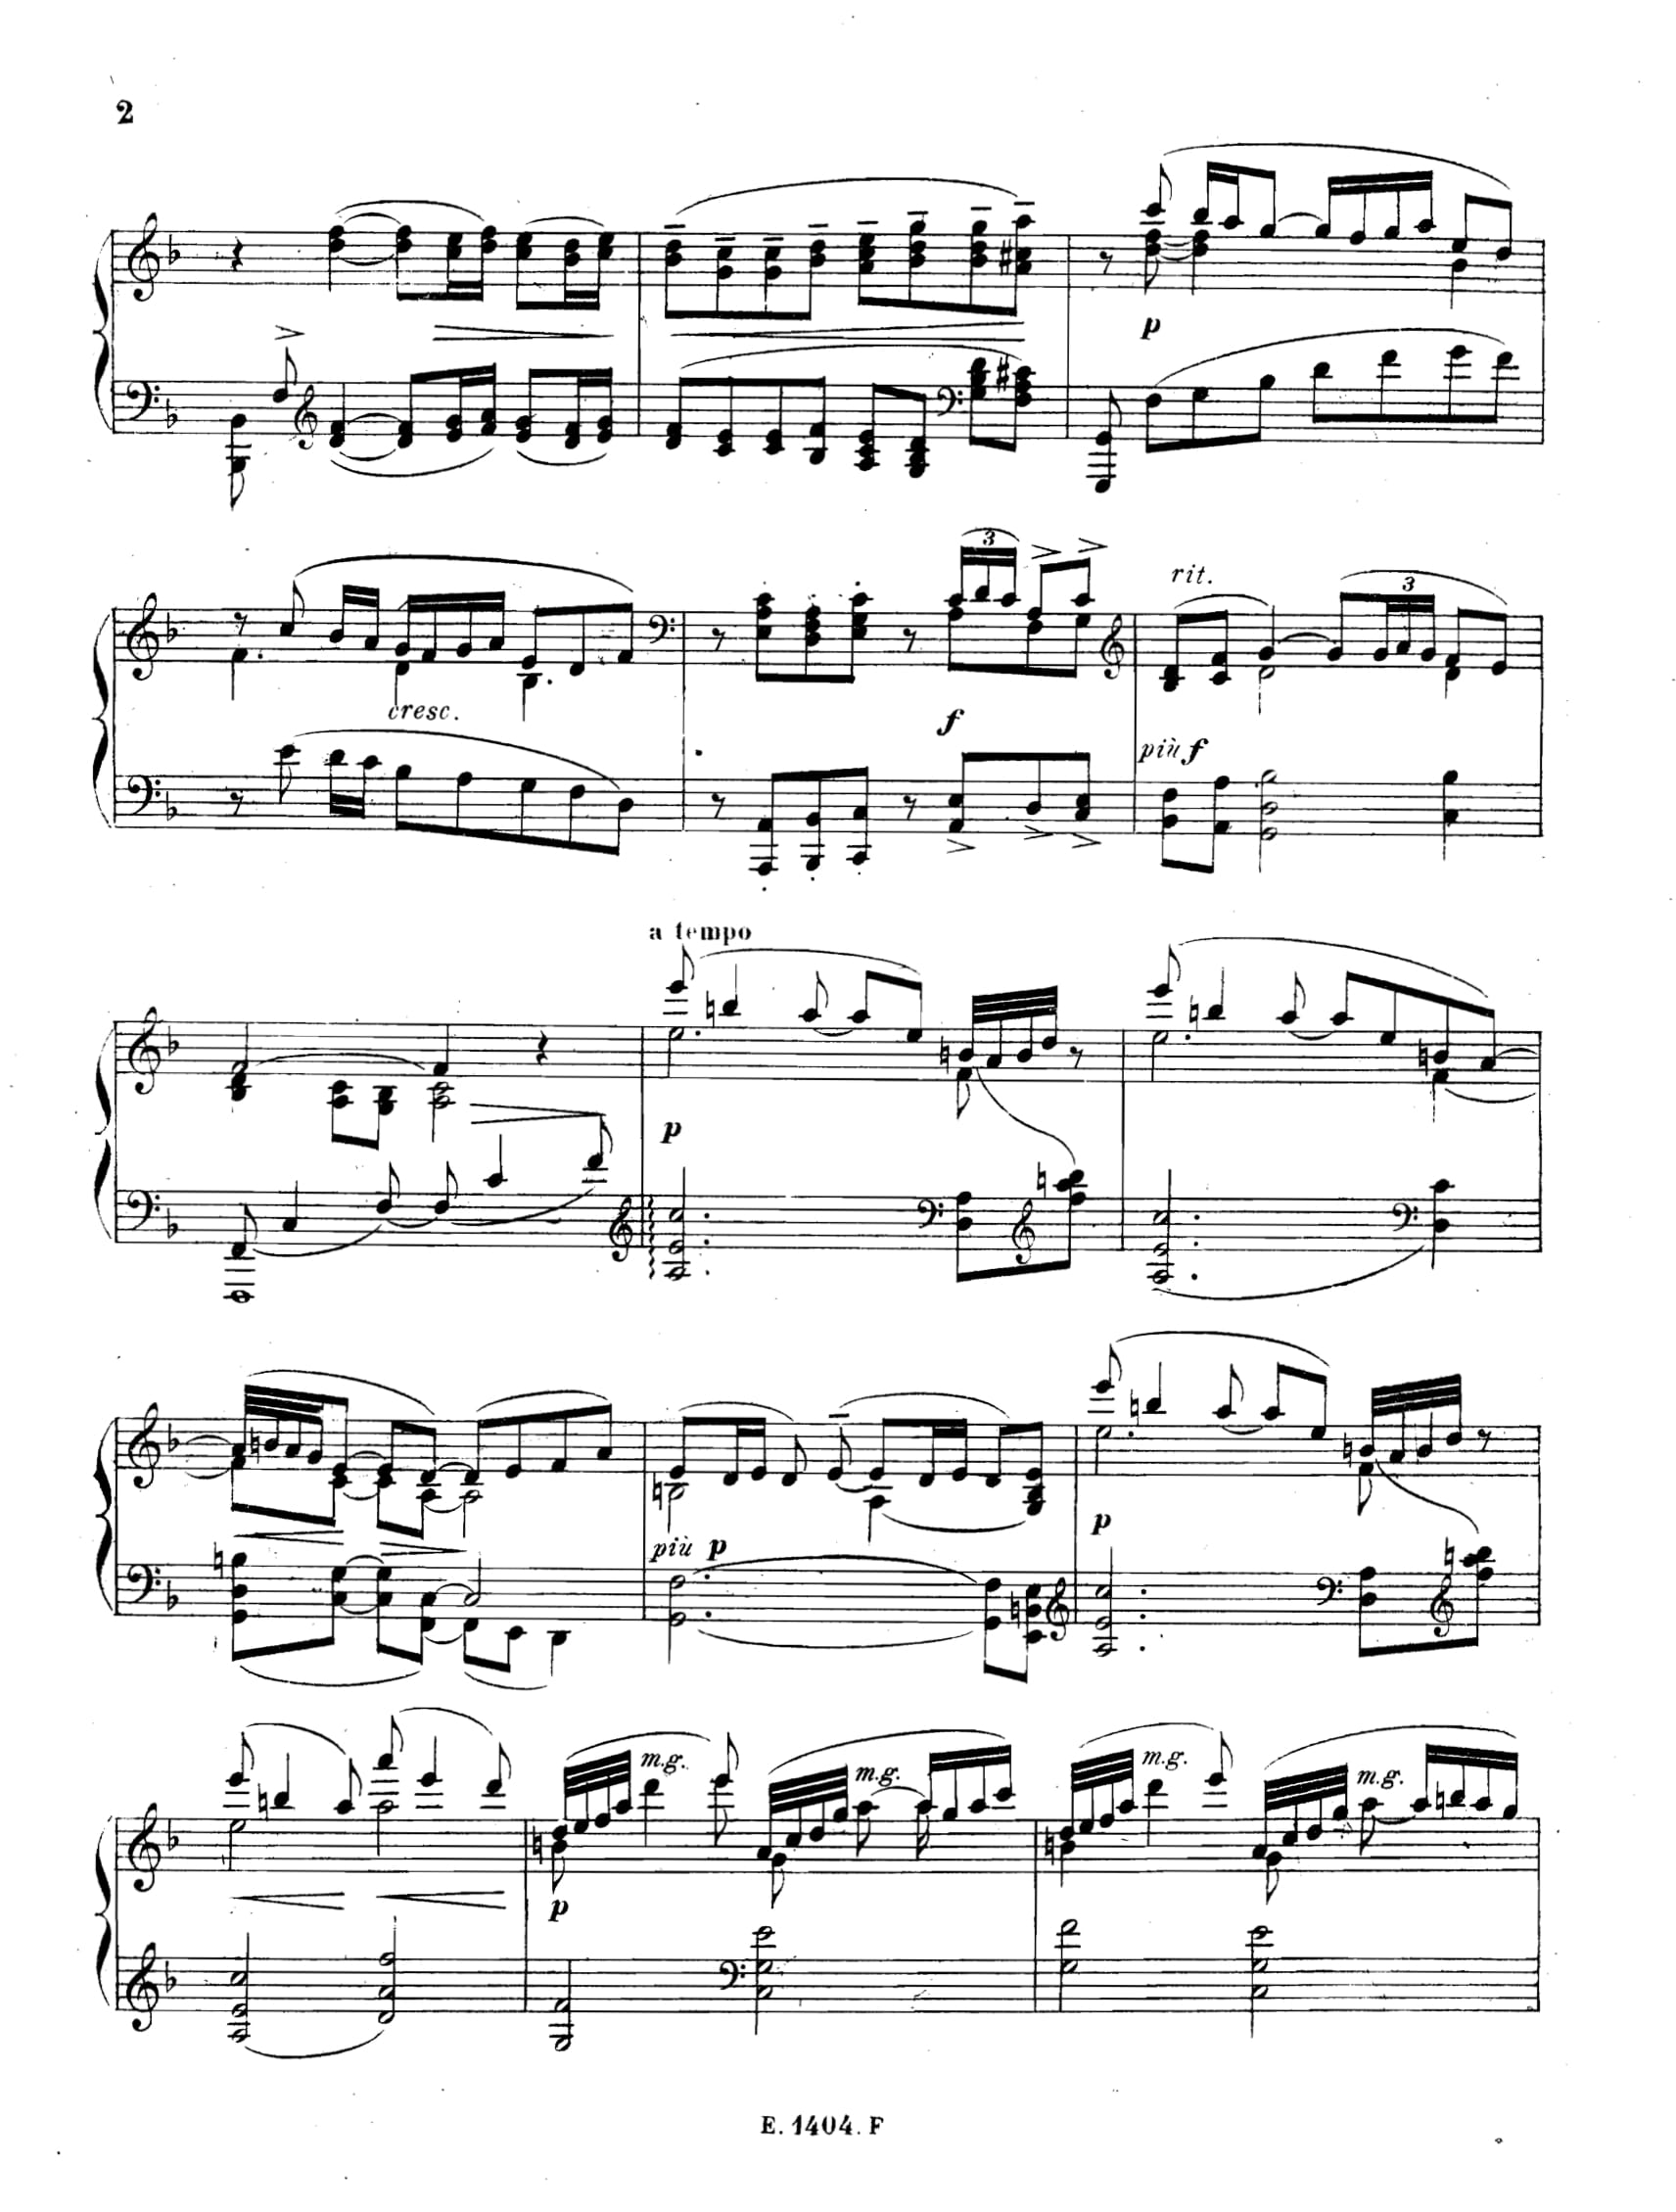 2
p
3
cresc.
f
rit.
3
più f
a tempo
p
più p
p
m.g.
m.g.
m.g.
m.g.
p
E. 1404. F